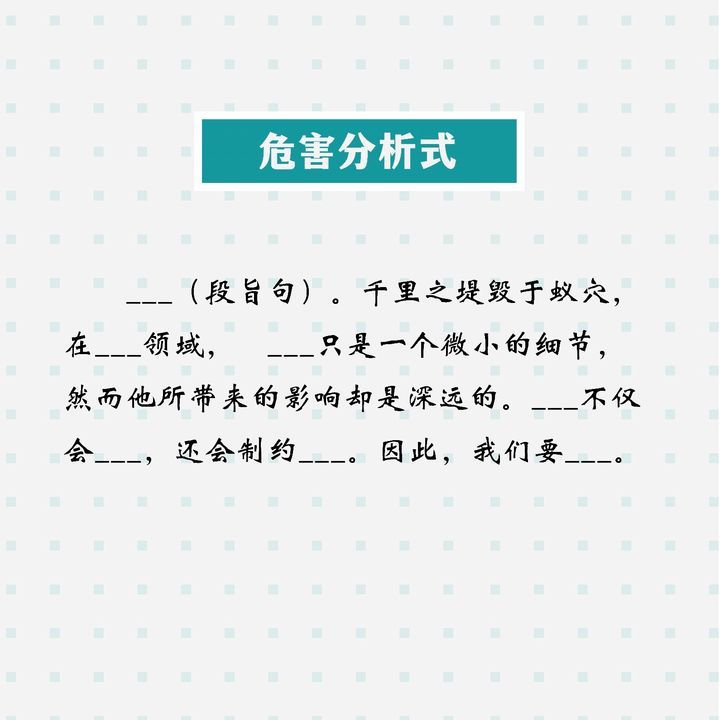 危害分析式
___（段旨句）。千里之堤毁于蚁穴，
在___领域， ___只是一个微小的细节，
然而他所带来的影响却是深远的。___不仅
会___，还会制约___。因此，我们要___。